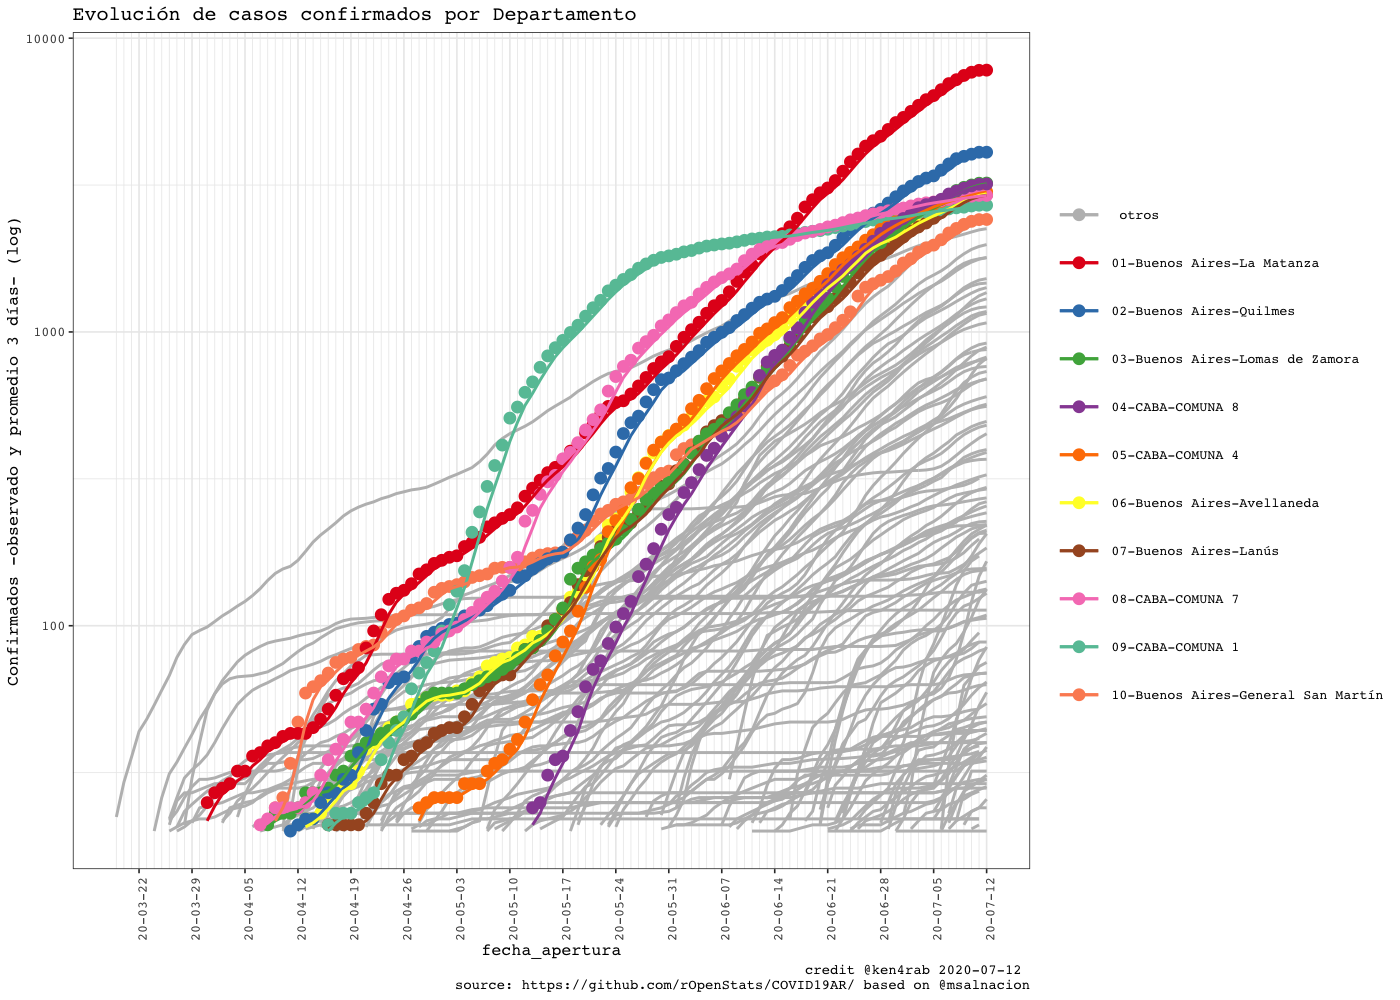 Evolución de casos confirmados por Departamento
Confirmados -observado y promedio 3 días- (log)
10000
1000
100
20-03-22
20-03-29
20-04-05
20-04-12
20-04-19
20-04-26
20-05-03
20-05-10
20-05-17
20-05-24
20-05-31
20-06-07
20-06-14
20-06-21
20-06-28
20-07-05
20-07-12
fecha_apertura
otros
01-Buenos Aires-La Matanza
02-Buenos Aires-Quilmes
03-Buenos Aires-Lomas de Zamora
04-CABA-COMUNA 8
05-CABA-COMUNA 4
06-Buenos Aires-Avellaneda
07-Buenos Aires-Lanús
08-CABA-COMUNA 7
09-CABA-COMUNA 1
10-Buenos Aires-General San Martín
credit @ken4rab 2020-07-12
source: https://github.com/rOpenStats/COVID19AR/ based on @msalnacion